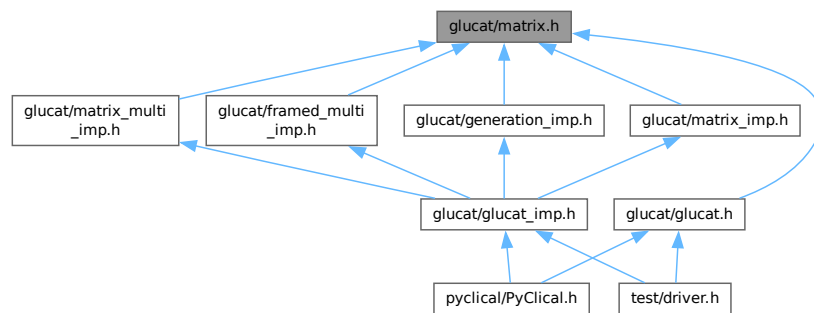 glucat/matrix.h
glucat/matrix_multi
_imp.h
glucat/framed_multi
_imp.h
glucat/generation_imp.h
glucat/matrix_imp.h
glucat/glucat_imp.h
glucat/glucat.h
pyclical/PyClical.h
test/driver.h